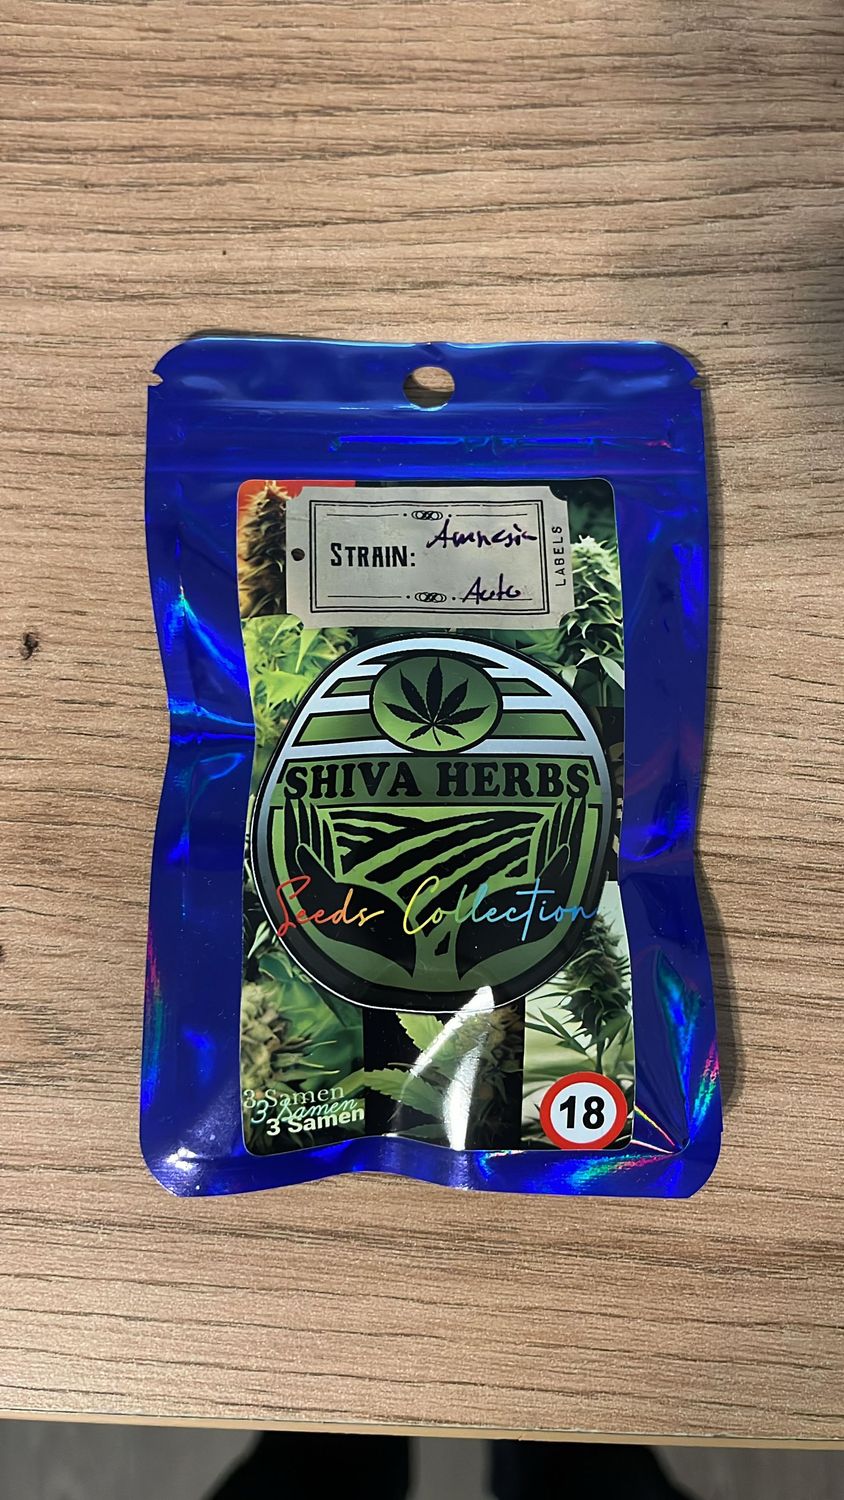 STRAIN: Amnesia
Auto
LABELS
SHIVA HERBS
Seeds Collection
3 Samen
3 Samen
3 Samen
18